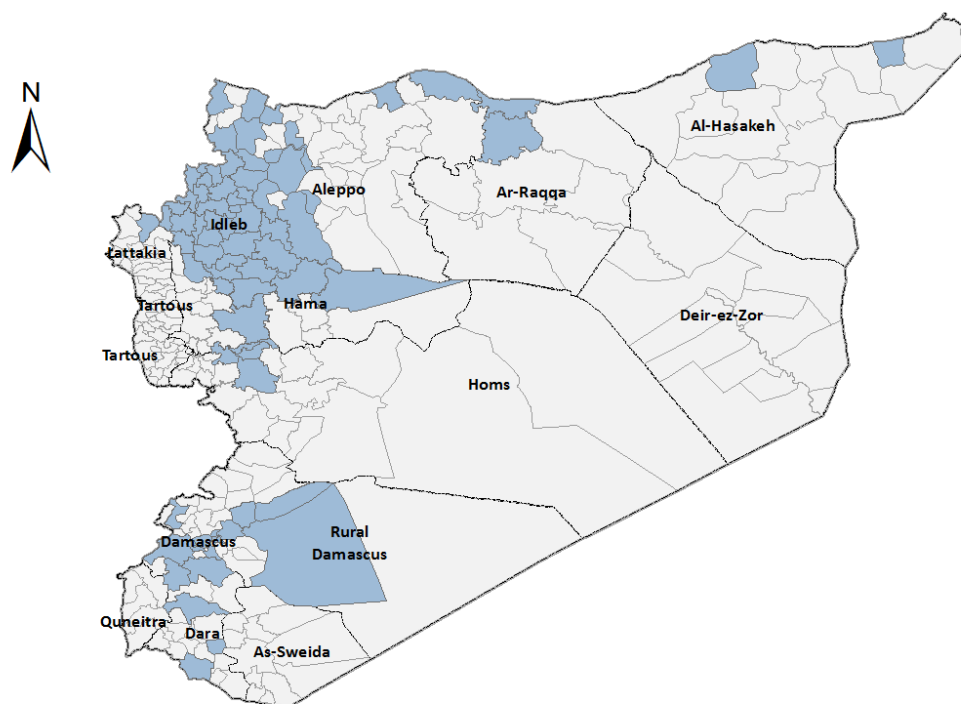 N
Al-Hasakeh
Aleppo
Ar-Raqqa
Idleb
Lattakia
Tartous
Hama
Deir-ez-Zor
Tartous
Homs
Rural
Damascus
Damascus
Quneitra
Dara
As-Sweida